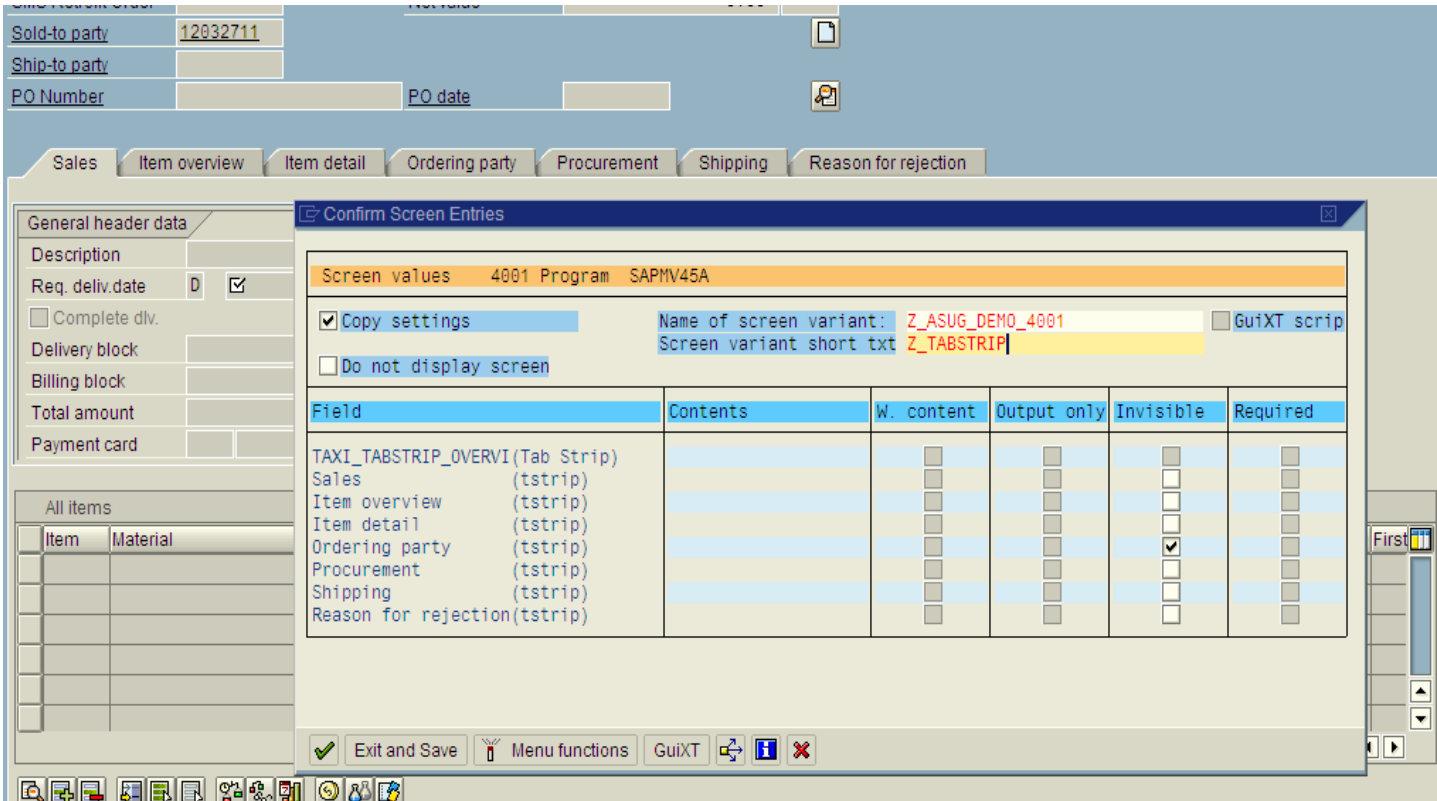 Sold-to party 12032711
Ship-to party
PO Number PO date
Sales Item overview Item detail Ordering party Procurement Shipping Reason for rejection
General header data
Description
Req. deliv.date D
Complete dlv.
Delivery block
Billing block
Total amount
Payment card
All items
Item Material First
Confirm Screen Entries
Screen values 4001 Program SAPMV45A
Copy settings Name of screen variant: Z_ASUG_DEMO_4001 GuiXT scrip
Screen variant short txt Z_TABSTRIP
Do not display screen
Field Contents W. content Output only Invisible Required
TAXI_TABSTRIP_OVERVI(Tab Strip)
Sales (tstrip)
Item overview (tstrip)
Item detail (tstrip)
Ordering party (tstrip)
Procurement (tstrip)
Shipping (tstrip)
Reason for rejection(tstrip)
Exit and Save Menu functions GuiXT